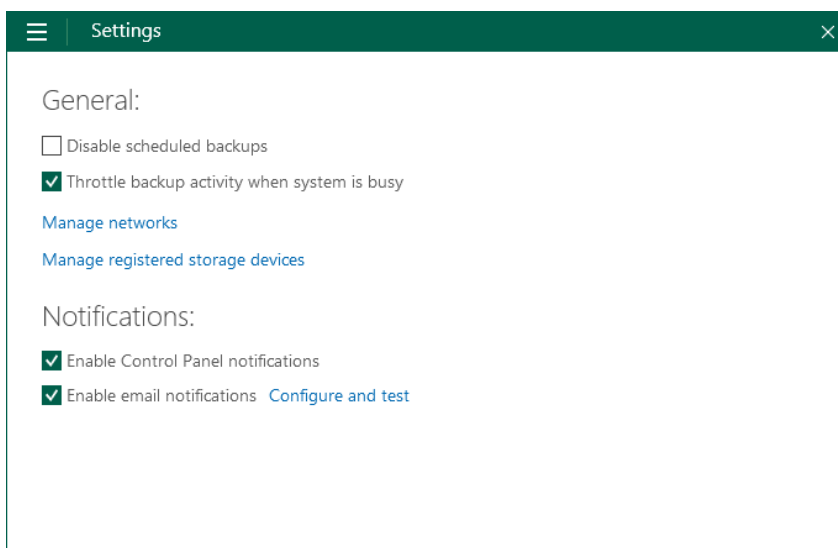 Settings
General:
Disable scheduled backups
Throttle backup activity when system is busy
Manage networks
Manage registered storage devices
Notifications:
Enable Control Panel notifications
Enable email notifications Configure and test